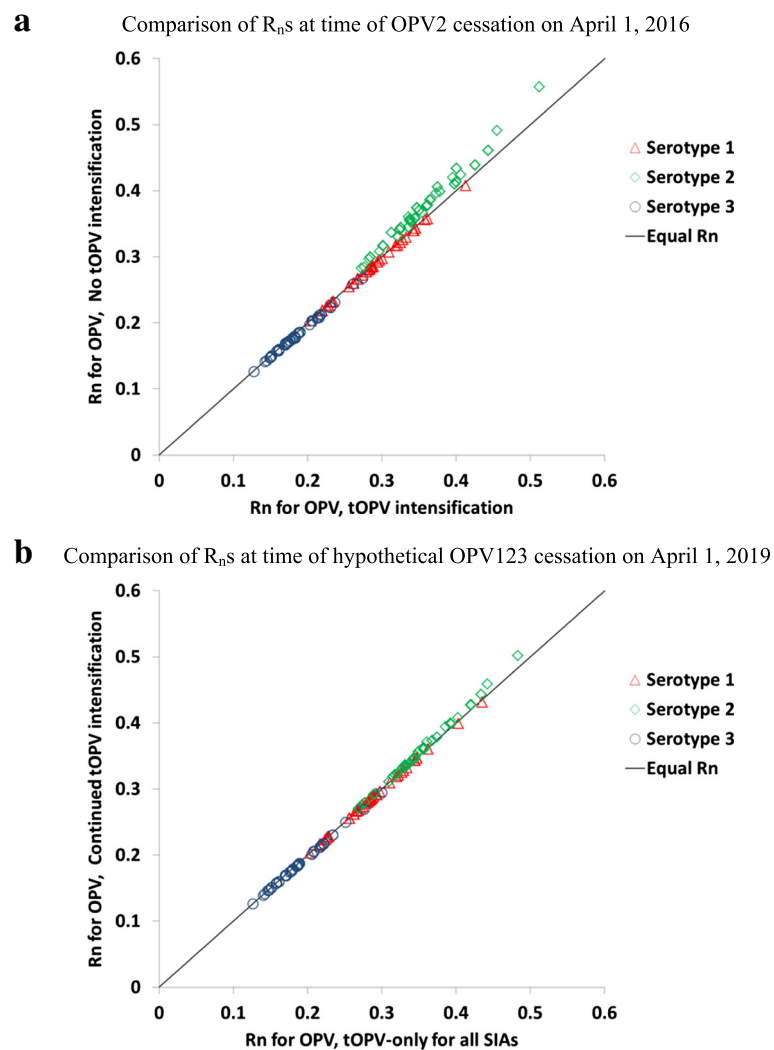 a
Comparison of Rns at time of OPV2 cessation on April 1, 2016
0.6
0.5
0.4
0.3
0.2
0.1
0
Rn for OPV, No tOPV intensification
0 0.1 0.2 0.3 0.4 0.5 0.6
Rn for OPV, tOPV intensification
Serotype 1
Serotype 2
Serotype 3
Equal Rn
b
Comparison of Rns at time of hypothetical OPV123 cessation on April 1, 2019
0.6
0.5
0.4
0.3
0.2
0.1
0
Rn for OPV, Continued tOPV intensification
0 0.1 0.2 0.3 0.4 0.5 0.6
Rn for OPV, tOPV-only for all SIAs
Serotype 1
Serotype 2
Serotype 3
Equal Rn